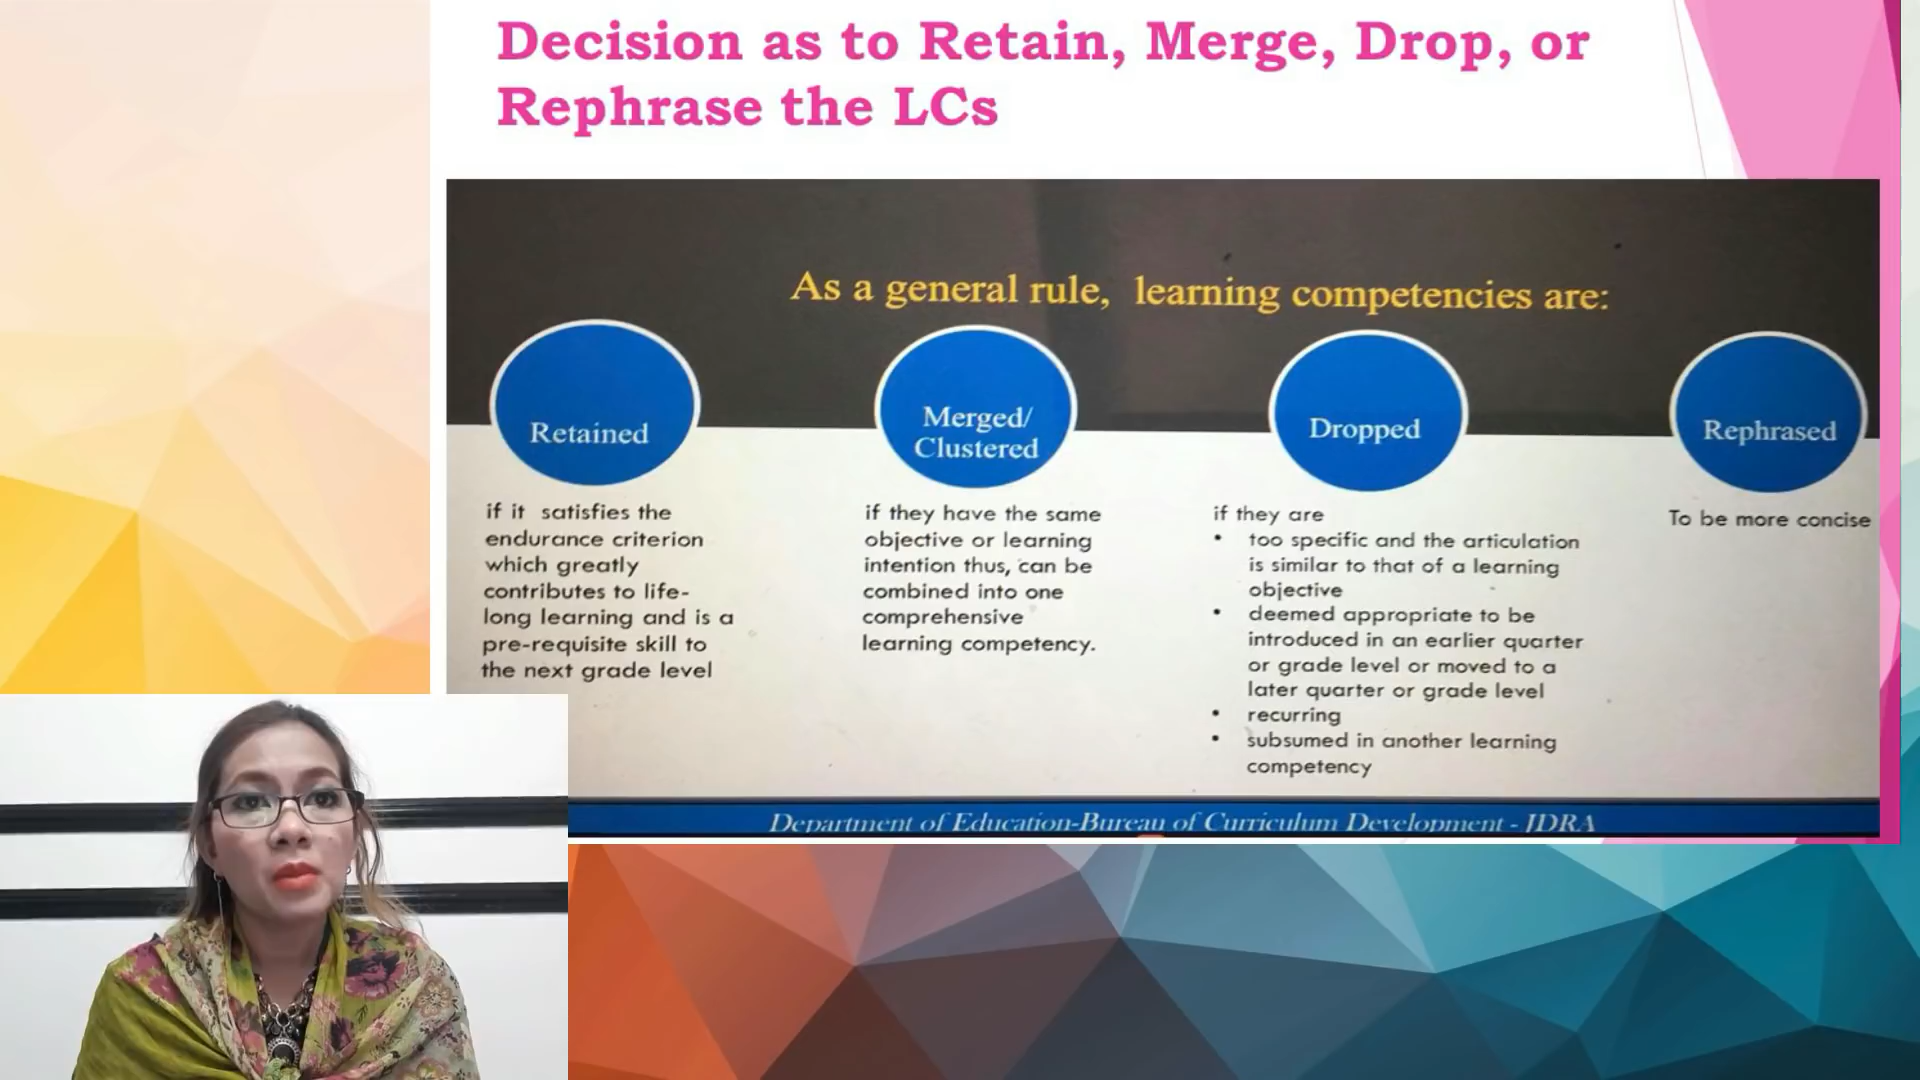 Decision as to Retain, Merge, Drop, or
Rephrase the LCs
As a general rule, learning competencies are:
Retained
if it satisfies the
endurance criterion
which greatly
contributes to life-
long learning and is a
pre-requisite skill to
the next grade level
Merged/
Clustered
if they have the same
objective or learning
intention thus, can be
combined into one
comprehensive
learning competency.
Dropped
if they are
• too specific and the articulation
is similar to that of a learning
objective
• deemed appropriate to be
introduced in an earlier quarter
or grade level or moved to a
later quarter or grade level
• recurring
• subsumed in another learning
competency
Rephrased
To be more concise
Department of Education-Bureau of Curriculum Development - JDRA